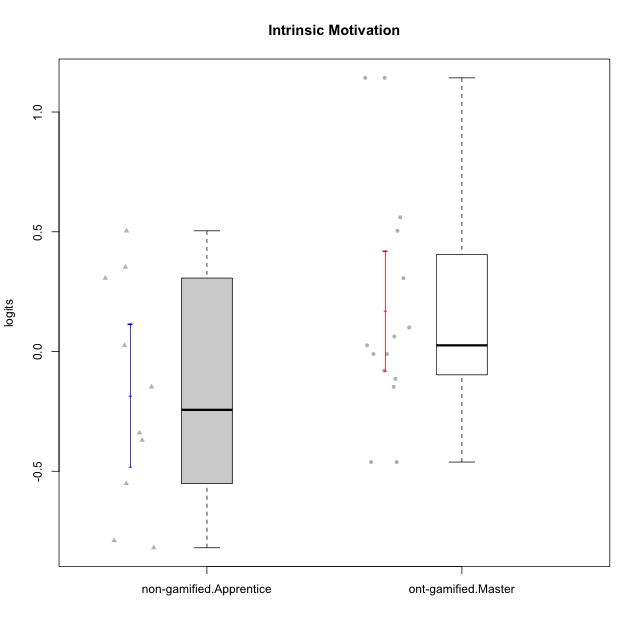 Intrinsic Motivation
logits
1.0
0.5
0.0
-0.5
non-gamified.Apprentice
ont-gamified.Master